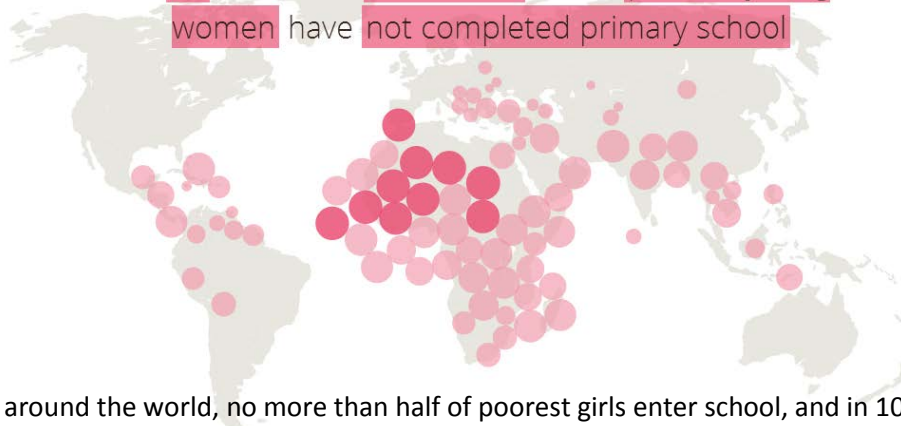 women have not completed primary school
around the world, no more than half of poorest girls enter school, and in 10